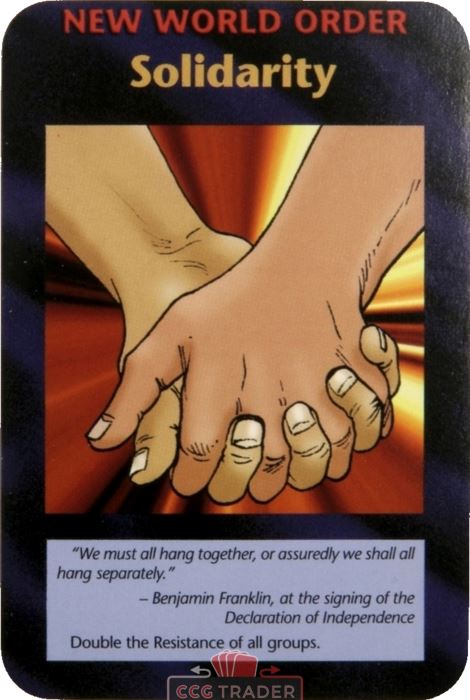 NEW WORLD ORDER
Solidarity
"We must all hang together, or assuredly we shall all
hang separately."
– Benjamin Franklin, at the signing of the
Declaration of Independence
Double the Resistance of all groups.
CCG TRADER